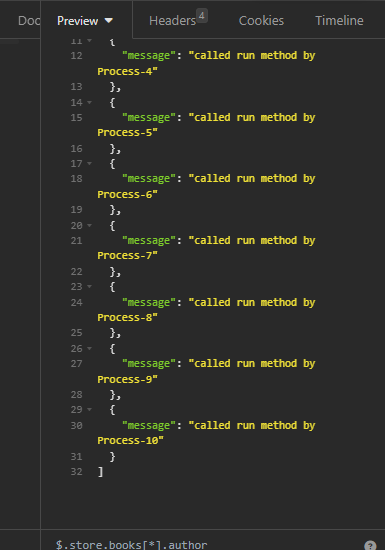 Doc Preview ▼ Headers 4 Cookies Timeline
11 {
12 "message": "called run method by
Process-4"
13 },
14 {
15 "message": "called run method by
Process-5"
16 },
17 {
18 "message": "called run method by
Process-6"
19 },
20 {
21 "message": "called run method by
Process-7"
22 },
23 {
24 "message": "called run method by
Process-8"
25 },
26 {
27 "message": "called run method by
Process-9"
28 },
29 {
30 "message": "called run method by
Process-10"
31 }
32 ]
$.store.books[*].author ?